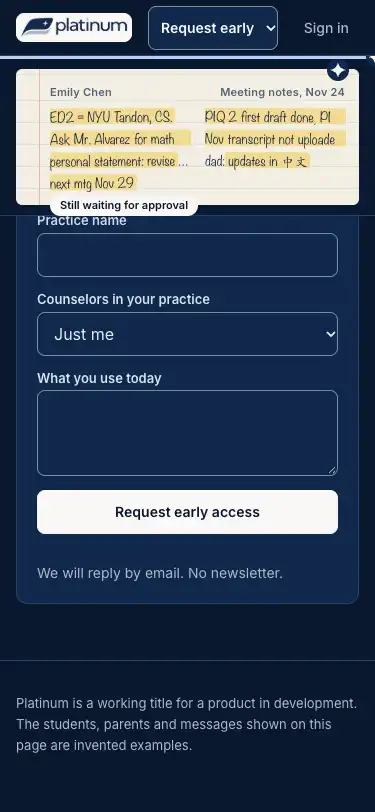 platinum
Request early
Sign in
Emily Chen
Meeting notes, Nov 24
ED2 = NYU Tandon, CS.
Ask Mr. Alvarez for math
personal statement: revise ...
next mtg Nov 29
PIQ 2 first draft done, PI
Nov transcript not uploade
dad: updates in 中文
Still waiting for approval
Practice name
Counselors in your practice
Just me
What you use today
Request early access
We will reply by email. No newsletter.
Platinum is a working title for a product in development.
The students, parents and messages shown on this
page are invented examples.